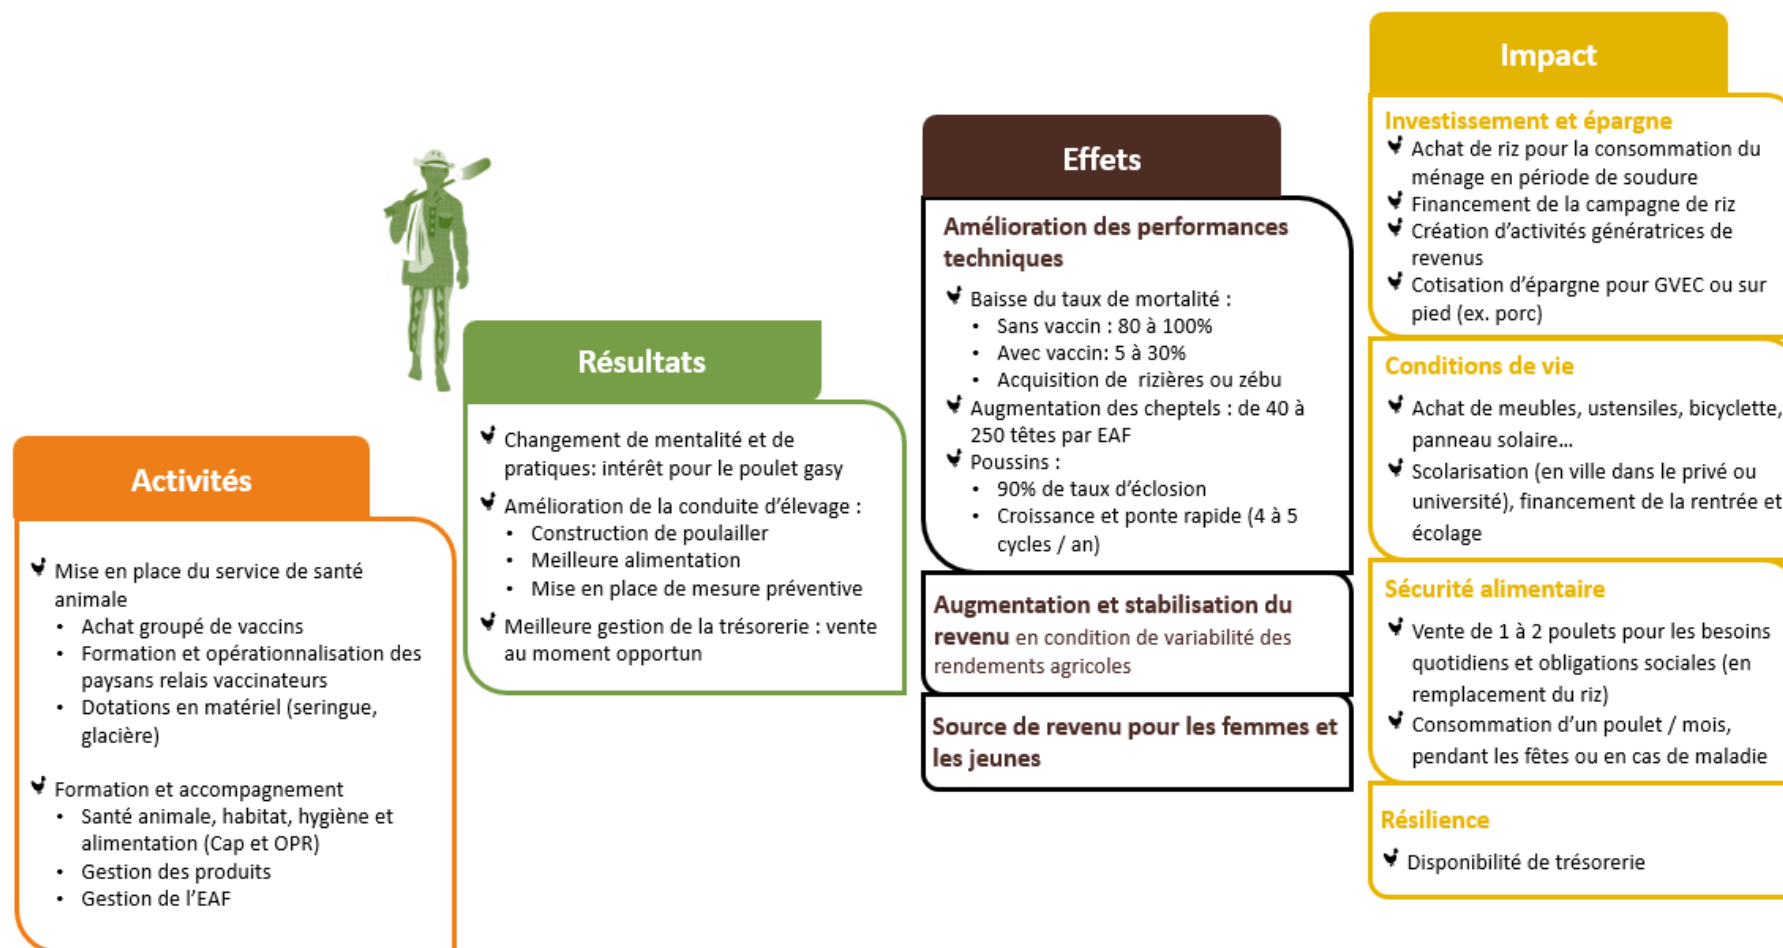 Activités
Mise en place du service de santé
animale
• Achat groupé de vaccins
• Formation et opérationnalisation des
paysans relais vaccinateurs
• Dotations en matériel (seringue,
glacière)
Formation et accompagnement
• Santé animale, habitat, hygiène et
alimentation (Cap et OPR)
• Gestion des produits
• Gestion de l’EAF
Résultats
Changement de mentalité et de
pratiques: intérêt pour le poulet gasy
Amélioration de la conduite d’élevage :
• Construction de poulailler
• Meilleure alimentation
• Mise en place de mesure préventive
Meilleure gestion de la trésorerie : vente
au moment opportun
Effets
Amélioration des performances
techniques
Baisse du taux de mortalité :
• Sans vaccin : 80 à 100%
• Avec vaccin: 5 à 30%
• Acquisition de rizières ou zébu
Augmentation des cheptels : de 40 à
250 têtes par EAF
Poussins :
• 90% de taux d’éclosion
• Croissance et ponte rapide (4 à 5
cycles / an)
Augmentation et stabilisation du
revenu en condition de variabilité des
rendements agricoles
Source de revenu pour les femmes et
les jeunes
Impact
Investissement et épargne
Achat de riz pour la consommation du
ménage en période de soudure
Financement de la campagne de riz
Création d’activités génératrices de
revenus
Cotisation d’épargne pour GVEC ou sur
pied (ex. porc)
Conditions de vie
Achat de meubles, ustensiles, bicyclette,
panneau solaire…
Scolarisation (en ville dans le privé ou
université), financement de la rentrée et
écolage
Sécurité alimentaire
Vente de 1 à 2 poulets pour les besoins
quotidiens et obligations sociales (en
remplacement du riz)
Consommation d’un poulet / mois,
pendant les fêtes ou en cas de maladie
Résilience
Disponibilité de trésorerie